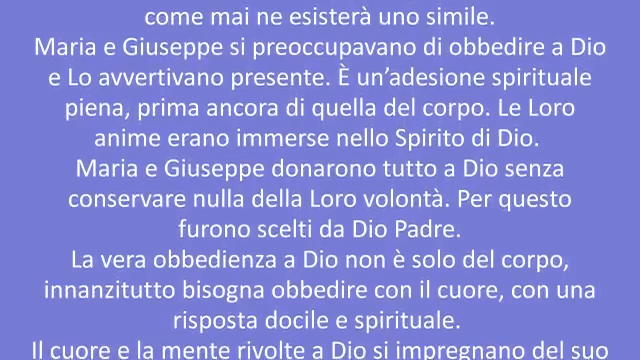 come mai ne esisterà uno simile.
Maria e Giuseppe si preoccupavano di obbedire a Dio
e Lo avvertivano presente. È un’adesione spirituale
piena, prima ancora di quella del corpo. Le Loro
anime erano immerse nello Spirito di Dio.
Maria e Giuseppe donarono tutto a Dio senza
conservare nulla della Loro volontà. Per questo
furono scelti da Dio Padre.
La vera obbedienza a Dio non è solo del corpo,
innanzitutto bisogna obbedire con il cuore, con una
risposta docile e spirituale.
Il cuore e la mente rivolte a Dio si impregnano del suo